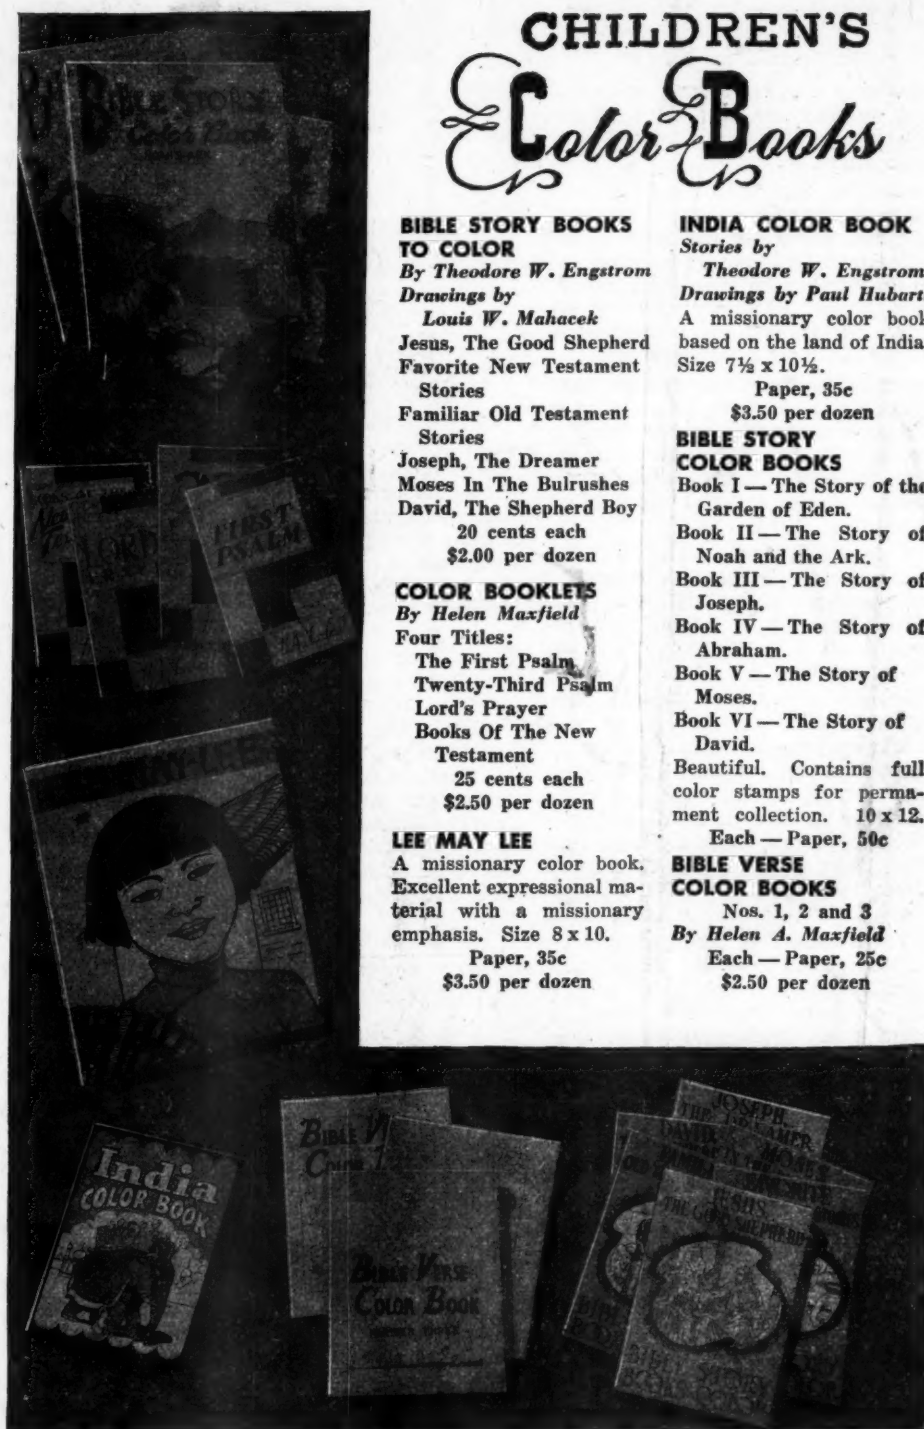 CHILDREN'S
Color Books
BIBLE STORY BOOKS
TO COLOR
By Theodore W. Engstrom
Drawings by
Louis W. Mahacek
Jesus, The Good Shepherd
Favorite New Testament
Stories
Familiar Old Testament
Stories
Joseph, The Dreamer
Moses In The Bulrushes
David, The Shepherd Boy
20 cents each
$2.00 per dozen
COLOR BOOKLETS
By Helen Maxfield
Four Titles:
The First Psalm
Twenty-Third Psalm
Lord's Prayer
Books Of The New
Testament
25 cents each
$2.50 per dozen
LEE MAY LEE
A missionary color book.
Excellent expressional ma-
terial with a missionary
emphasis. Size 8 x 10.
Paper, 35c
$3.50 per dozen
INDIA COLOR BOOK
Stories by
Theodore W. Engstrom
Drawings by Paul Hubart
A missionary color book
based on the land of India
Size 7½ x 10½.
Paper, 35c
$3.50 per dozen
BIBLE STORY
COLOR BOOKS
Book I — The Story of the
Garden of Eden.
Book II — The Story of
Noah and the Ark.
Book III — The Story of
Joseph.
Book IV — The Story of
Abraham.
Book V — The Story of
Moses.
Book VI — The Story of
David.
Beautiful. Contains full
color stamps for perma-
ment collection. 10 x 12.
Each — Paper, 50c
BIBLE VERSE
COLOR BOOKS
Nos. 1, 2 and 3
By Helen A. Maxfield
Each — Paper, 25c
$2.50 per dozen
BIBLE STORY
Color Book
LORD'S
FIRST
PSALM
India
COLOR BOOK
BIBLE
COLOR
BIBLE VERSE
COLOR BOOK
JOSEPH
THE DREAMER
DAVID
JESUS
THE GOOD SHEPHERD
BIBLE STORY